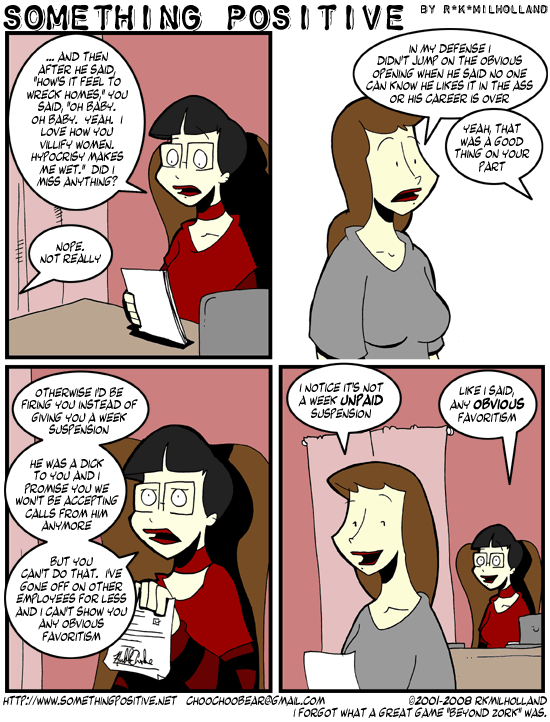 SOMETHING POSITIVE BY R*K*MILHOLLAND
... AND THEN
AFTER HE SAID,
"HOW'S IT FEEL TO
WRECK HOMES," YOU
SAID, "OH BABY.
OH BABY. YEAH. I
LOVE HOW YOU
VILLIFY WOMEN.
HYPOCRISY MAKES
ME WET." DID I
MISS ANYTHING?
NOPE.
NOT REALLY
IN MY DEFENSE I
DIDN'T JUMP ON THE OBVIOUS
OPENING WHEN HE SAID NO ONE
CAN KNOW HE LIKES IT IN THE ASS
OR HIS CAREER IS OVER
YEAH, THAT
WAS A GOOD
THING ON YOUR
PART
OTHERWISE I'D BE
FIRING YOU INSTEAD OF
GIVING YOU A WEEK
SUSPENSION
HE WAS A DICK
TO YOU AND I
PROMISE YOU WE
WON'T BE ACCEPTING
CALLS FROM HIM
ANYMORE
BUT YOU
CAN'T DO THAT. I'VE
GONE OFF ON OTHER
EMPLOYEES FOR LESS
AND I CAN'T SHOW YOU
ANY OBVIOUS
FAVORITISM
I NOTICE IT'S NOT
A WEEK UNPAID
SUSPENSION
LIKE I SAID,
ANY OBVIOUS
FAVORITISM
HTTP://WWW.SOMETHINGPOSITIVE.NET CHOOCHOOBEAR@GMAIL.COM ©2001-2008 RKMILHOLLAND
I FORGOT WHAT A GREAT GAME "BEYOND ZORK" WAS.